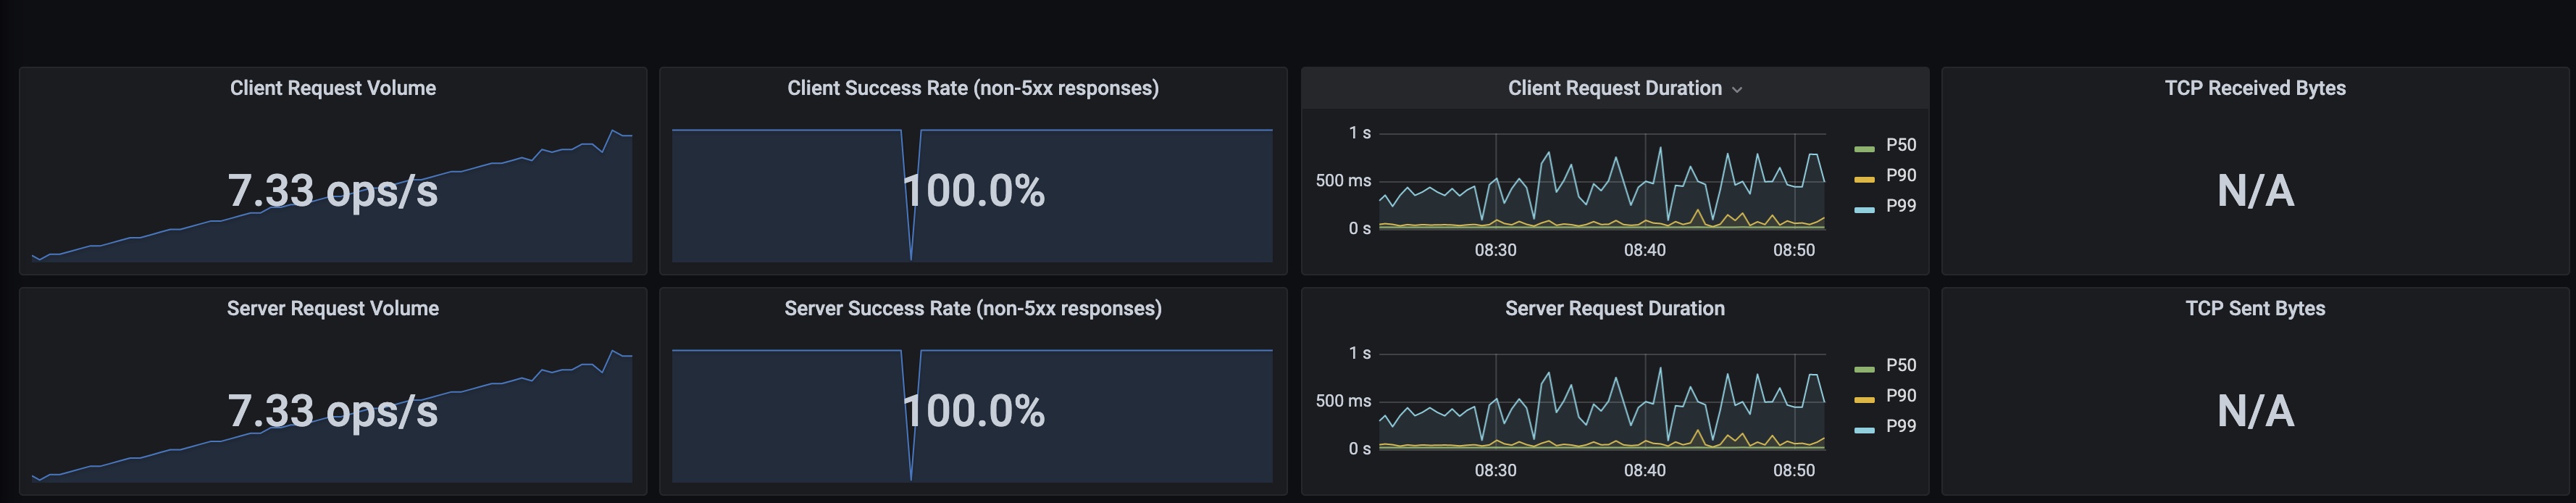 Client Request Volume
7.33 ops/s
Client Success Rate (non-5xx responses)
100.0%
Client Request Duration
1 s
500 ms
0 s
08:30 08:40 08:50
P50
P90
P99
TCP Received Bytes
N/A
Server Request Volume
7.33 ops/s
Server Success Rate (non-5xx responses)
100.0%
Server Request Duration
1 s
500 ms
0 s
08:30 08:40 08:50
P50
P90
P99
TCP Sent Bytes
N/A